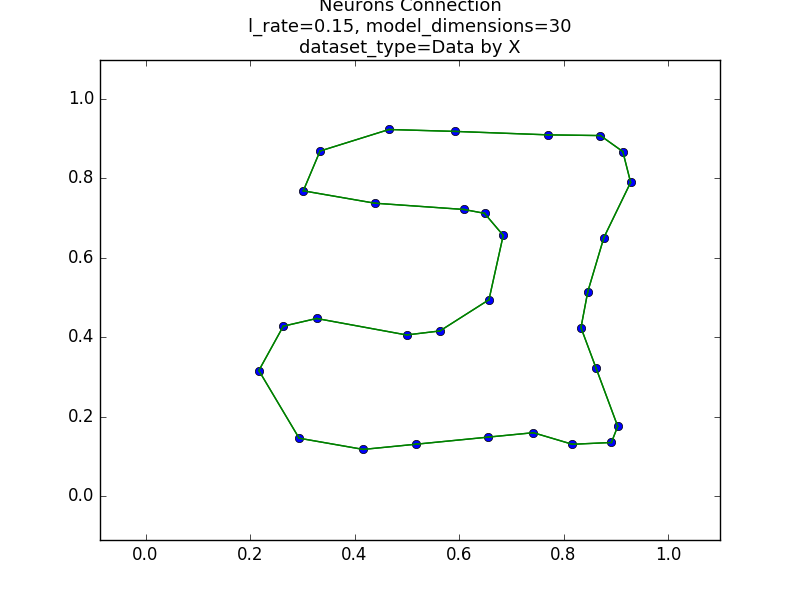 Neurons Connection
l_rate=0.15, model_dimensions=30
dataset_type=Data by X
1.0
0.8
0.6
0.4
0.2
0.0
0.0 0.2 0.4 0.6 0.8 1.0